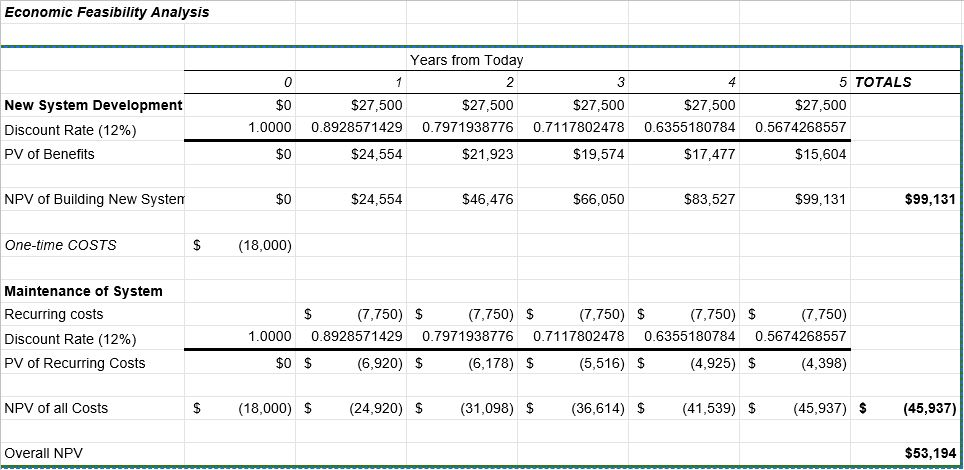 Economic Feasibility Analysis
Years from Today
0 1 2 3 4 5 TOTALS
New System Development $0 $27,500 $27,500 $27,500 $27,500 $27,500
Discount Rate (12%) 1.0000 0.8928571429 0.7971938776 0.7117802478 0.6355180784 0.5674268557
PV of Benefits $0 $24,554 $21,923 $19,574 $17,477 $15,604
NPV of Building New System $0 $24,554 $46,476 $66,050 $83,527 $99,131 $99,131
One-time COSTS $ (18,000)
Maintenance of System
Recurring costs $ (7,750) $ (7,750) $ (7,750) $ (7,750) $ (7,750)
Discount Rate (12%) 1.0000 0.8928571429 0.7971938776 0.7117802478 0.6355180784 0.5674268557
PV of Recurring Costs $0 $ (6,920) $ (6,178) $ (5,516) $ (4,925) $ (4,398)
NPV of all Costs $ (18,000) $ (24,920) $ (31,098) $ (36,614) $ (41,539) $ (45,937) $ (45,937)
Overall NPV $53,194